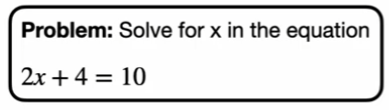 Problem: Solve for x in the equation
2x + 4 = 10